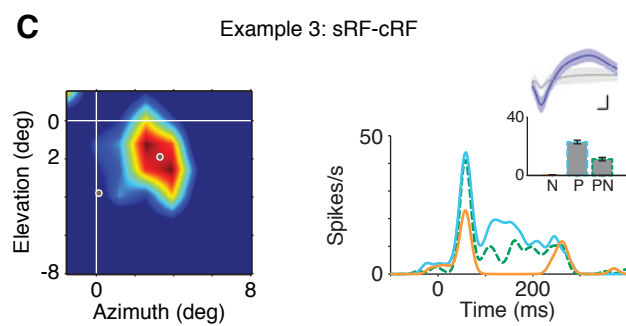 C
Example 3: sRF-cRF
Elevation (deg)
0
2
-8
0
8
Azimuth (deg)
Spikes/s
50
0
0
200
Time (ms)
40
0
N
P
PN